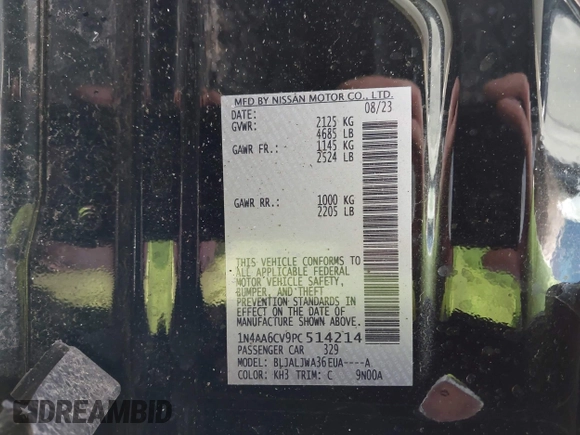 MFD BY NISSAN MOTOR CO., LTD.
DATE: 08/23
GVWR: 2125 KG
4685 LB
GAWR FR.: 1145 KG
2524 LB
GAWR RR.: 1000 KG
2205 LB
THIS VEHICLE CONFORMS TO
ALL APPLICABLE FEDERAL
MOTOR VEHICLE SAFETY,
BUMPER, AND THEFT
PREVENTION STANDARDS IN
EFFECT ON THE DATE OF
MANUFACTURE SHOWN ABOVE.
1N4AA6CV9PC514214
PASSENGER CAR 329
MODEL: BLJALJWA36EUA----A
COLOR: KH3 TRIM: C 9N00A
DREAMBID